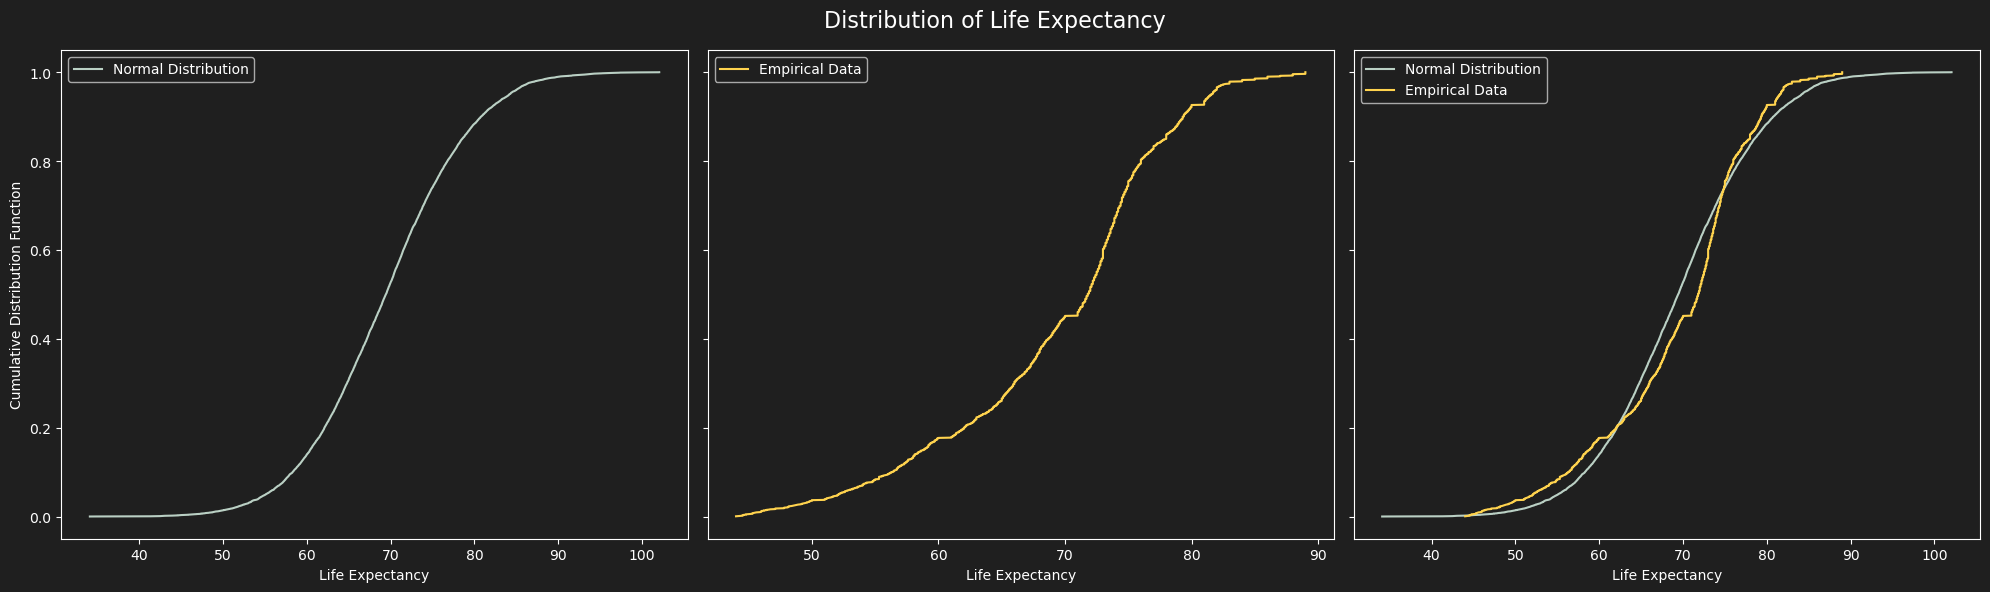 Distribution of Life Expectancy
Normal Distribution
1.0
0.8
0.6
0.4
0.2
0.0
Cumulative Distribution Function
40 50 60 70 80 90 100
Life Expectancy
Empirical Data
50 60 70 80 90
Life Expectancy
Normal Distribution
Empirical Data
40 50 60 70 80 90 100
Life Expectancy